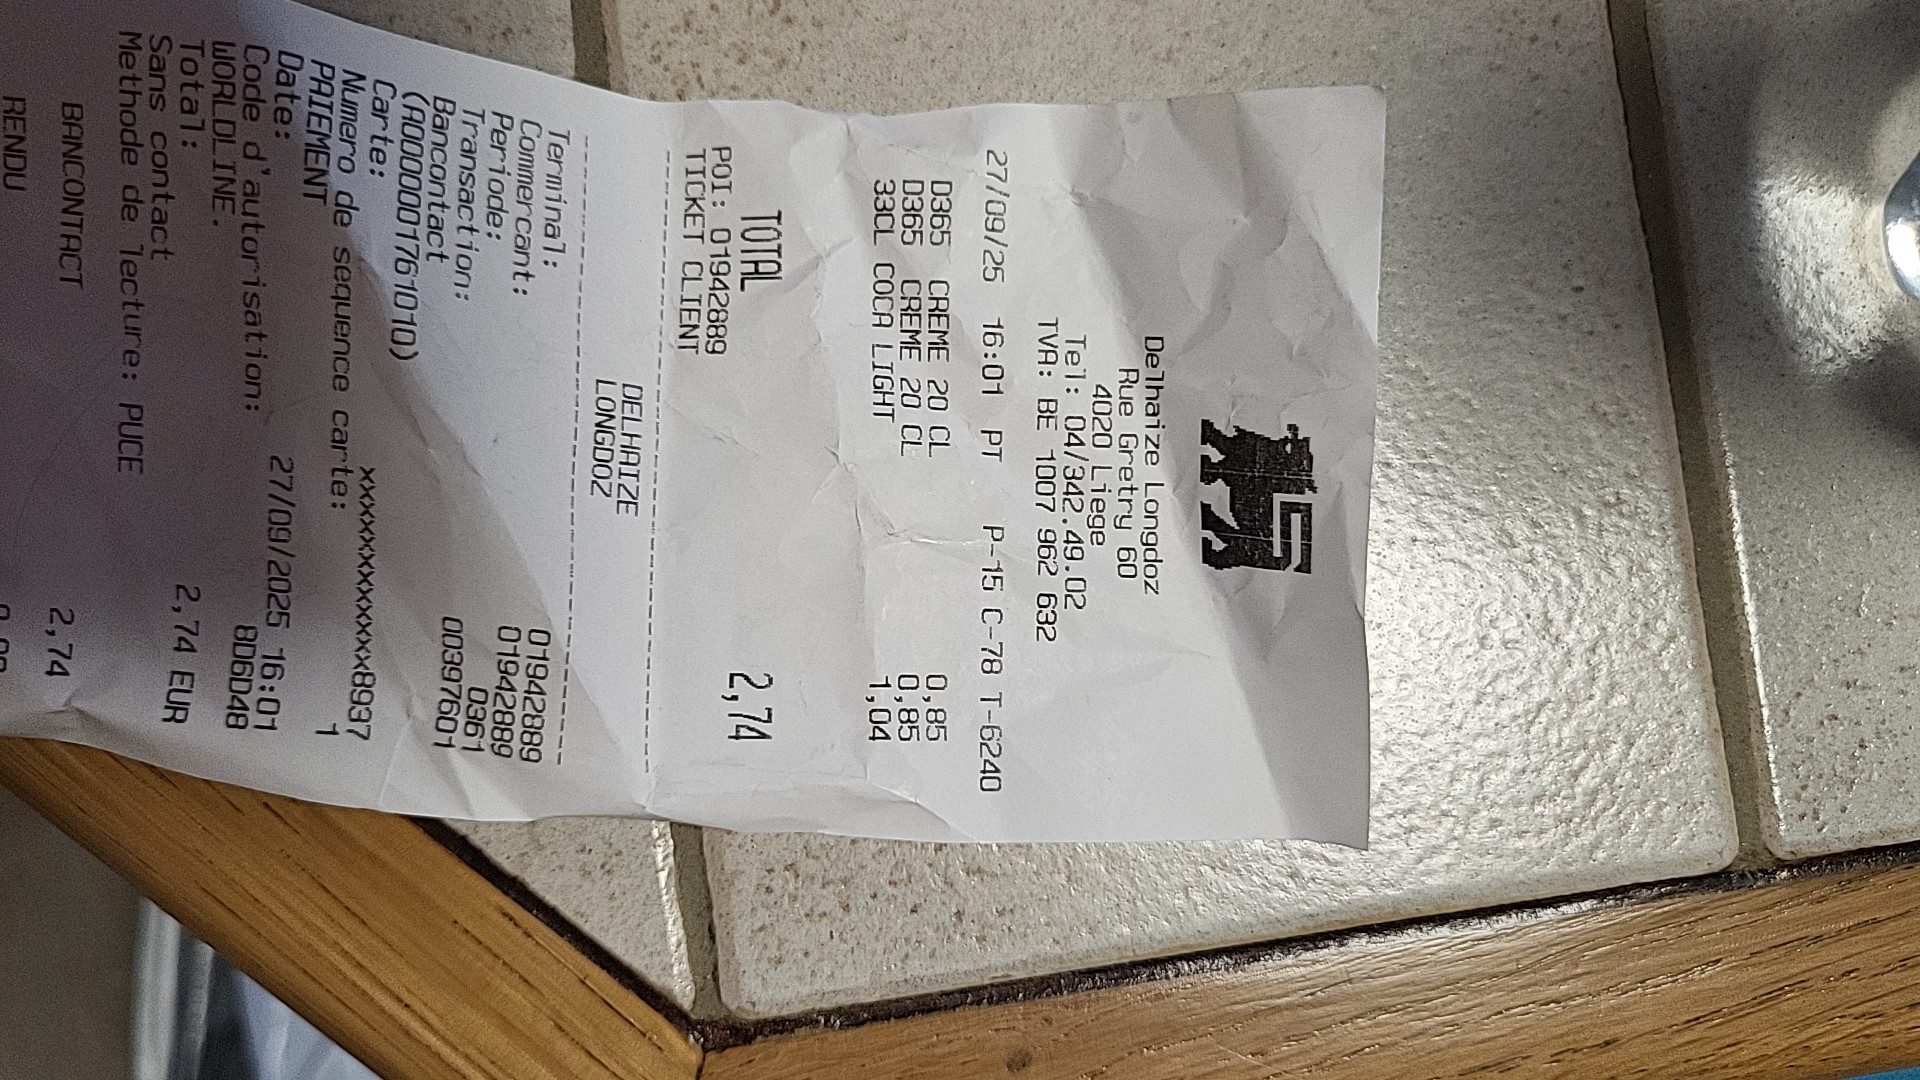 Delhaize Longdoz
Rue Gretry 60
4020 Liege
Tel: 04/342.49.02
TVA: BE 1007 962 632
27/09/25 16:01 PT P-15 C-78 T-6240
D365 CREME 20 CL 0,85
D365 CREME 20 CL 0,85
33CL COCA LIGHT 1,04
TOTAL 2,74
POI: 01942889
TICKET CLIENT
DELHAIZE
LONGDOZ
Terminal: 01942889
Commercant: 01942889
Periode: 0361
Transaction: 00397601
Bancontact
(A0000001761010)
Carte: xxxxxxxxxxxxxxx8937
Numero de sequence carte: 1
PAIEMENT
Date: 27/09/2025 16:01
Code d'autorisation: 8D6D48
WORLDLINE.
Total: 2,74 EUR
Sans contact
Methode de lecture: PUCE
BANCONTACT 2,74
RENDU